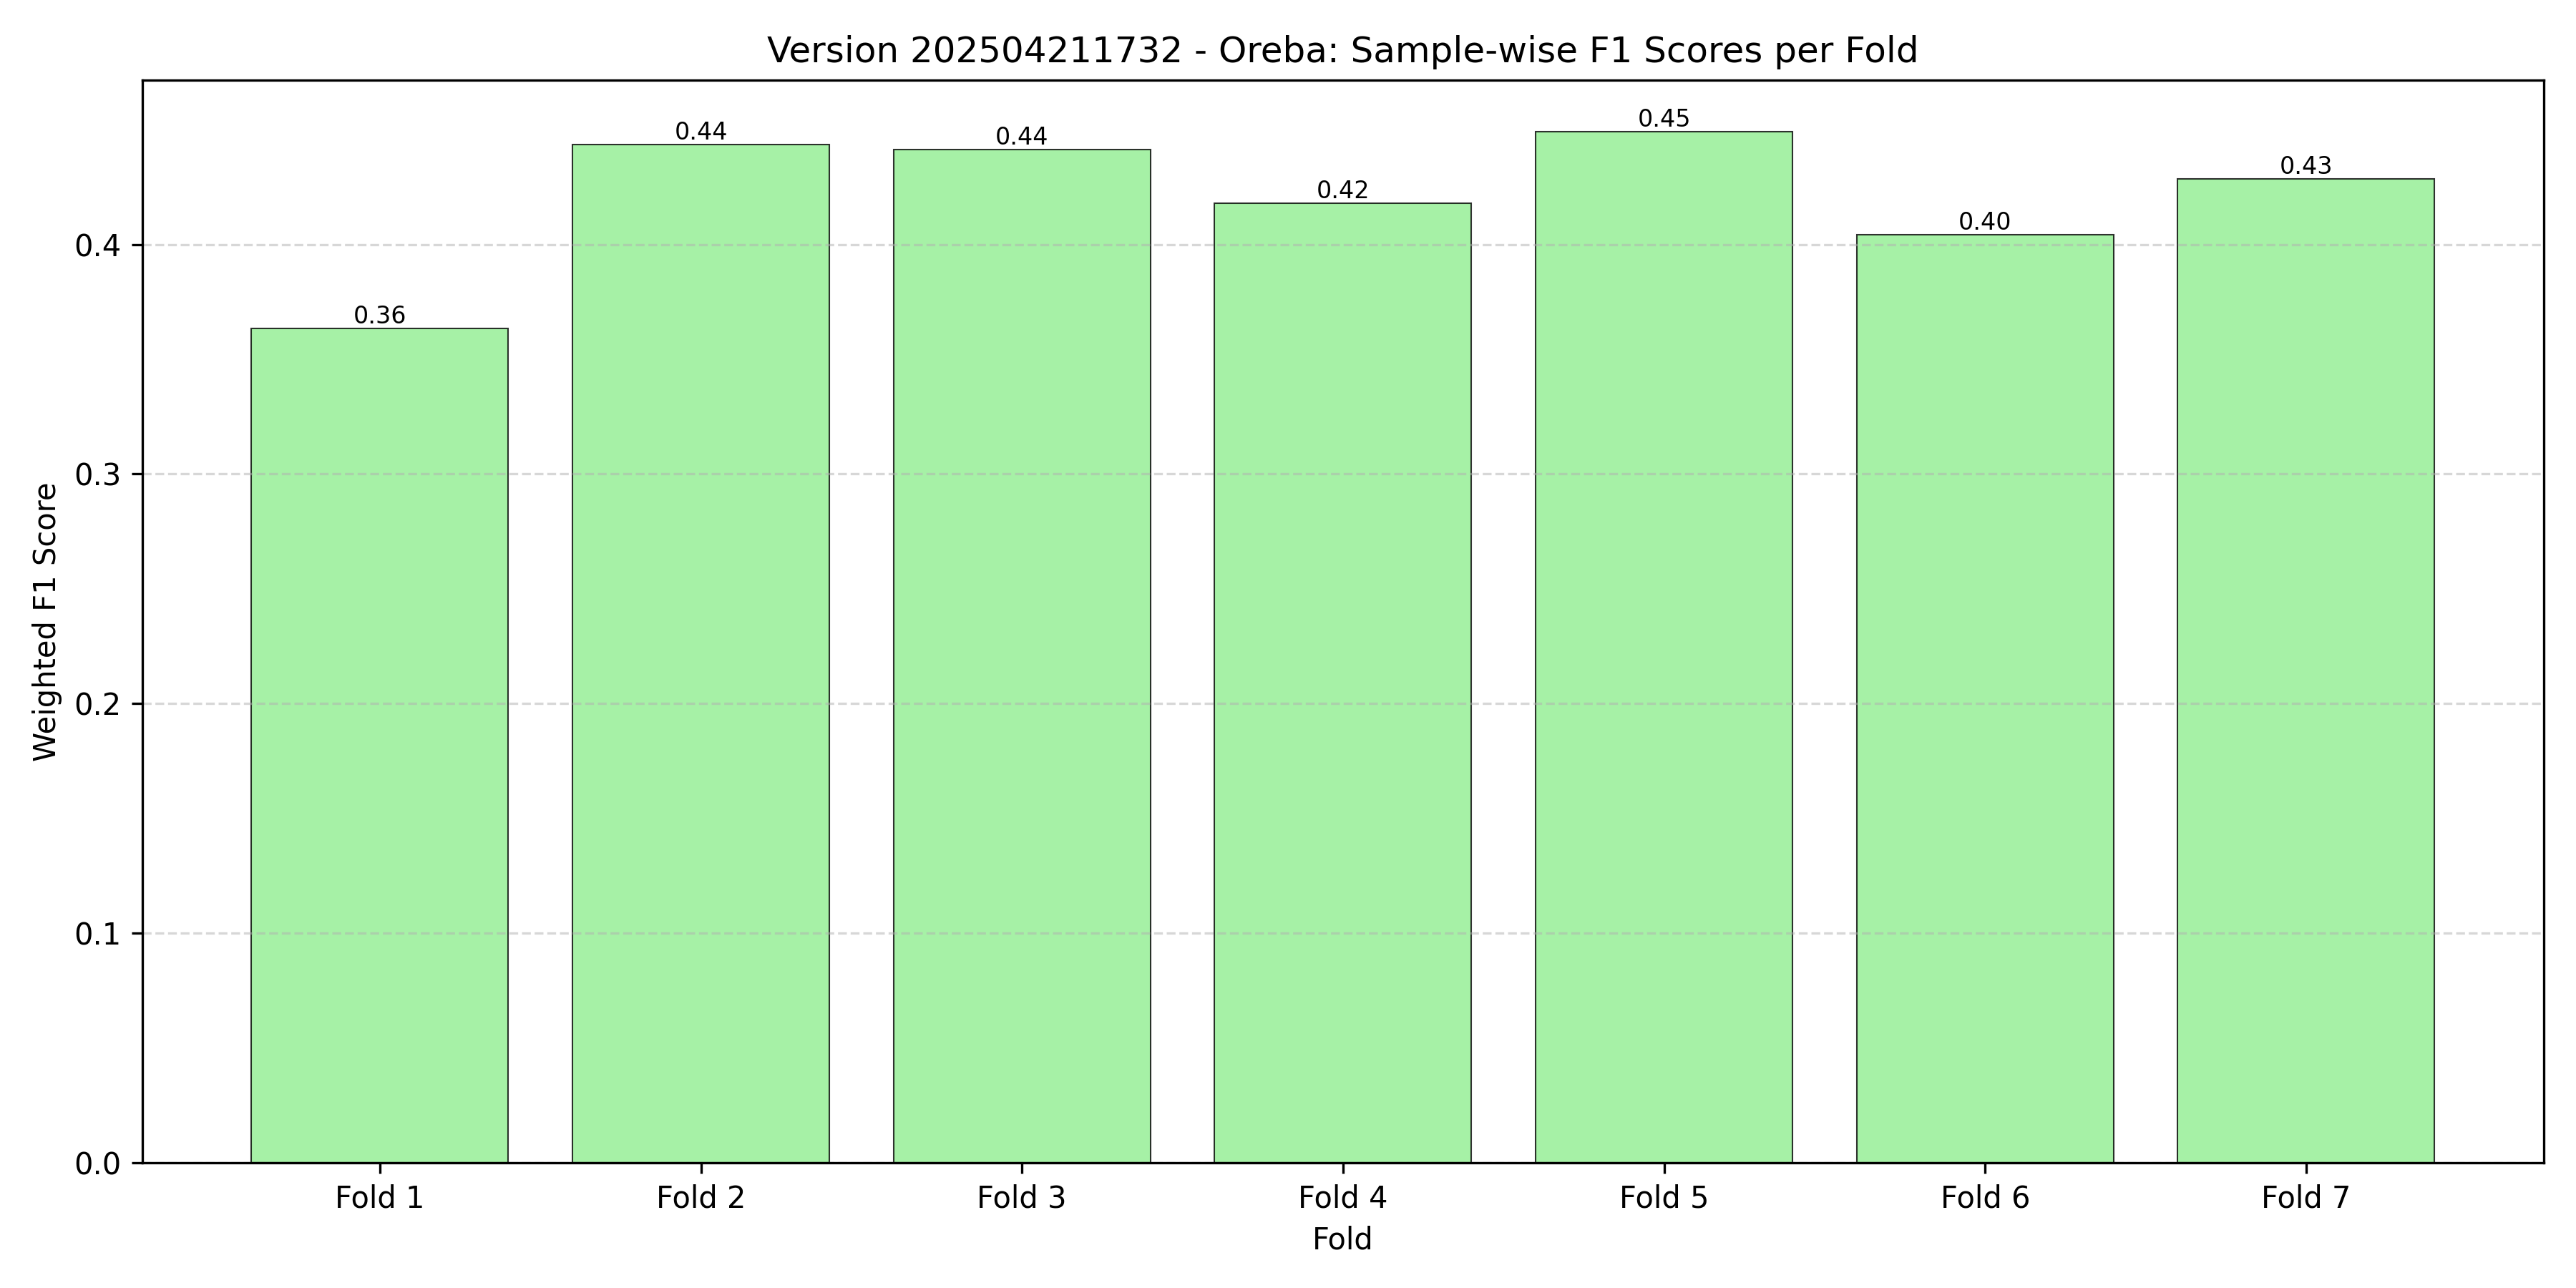 Version 202504211732 - Oreba: Sample-wise F1 Scores per Fold
Weighted F1 Score
0.4
0.3
0.2
0.1
0.0
0.36
0.44
0.44
0.42
0.45
0.40
0.43
Fold 1
Fold 2
Fold 3
Fold 4
Fold 5
Fold 6
Fold 7
Fold